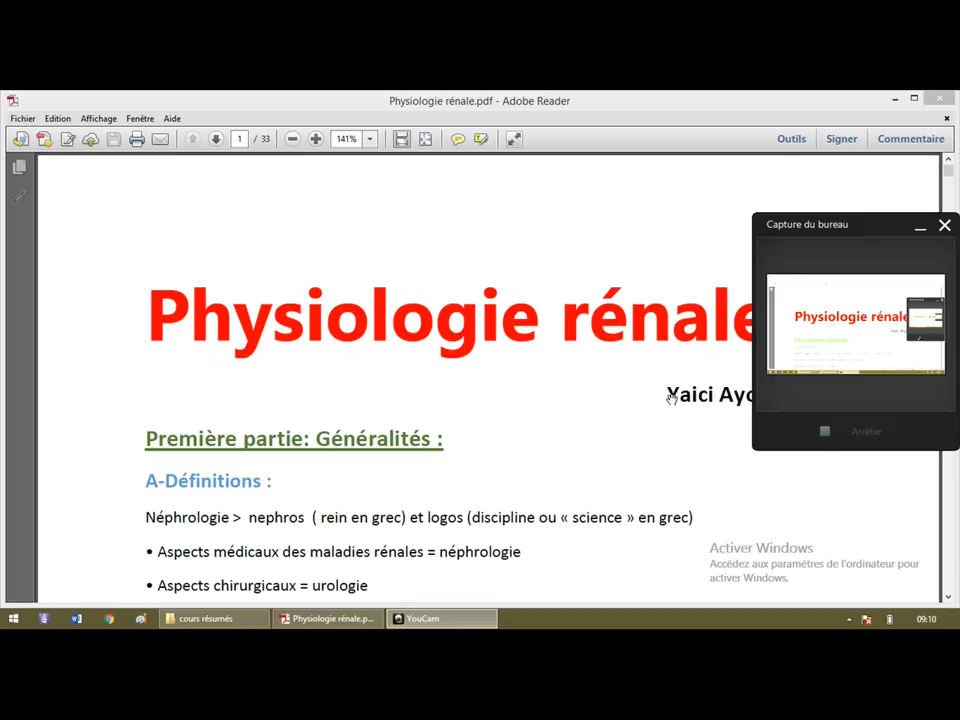 Physiologie rénale.pdf - Adobe Reader
Fichier Edition Affichage Fenêtre Aide
1 / 33 141% Outils Signer Commentaire
Capture du bureau
Physiologie rénale
Physiologie rénale
Yaici
Arrêter
Première partie: Généralités :
A-Définitions :
Néphrologie > nephros ( rein en grec) et logos (discipline ou « science » en grec)
• Aspects médicaux des maladies rénales = néphrologie
• Aspects chirurgicaux = urologie
Activer Windows
Accédez aux paramètres de l'ordinateur pour
activer Windows.
cours résumés Physiologie rénale.p... YouCam 09:10